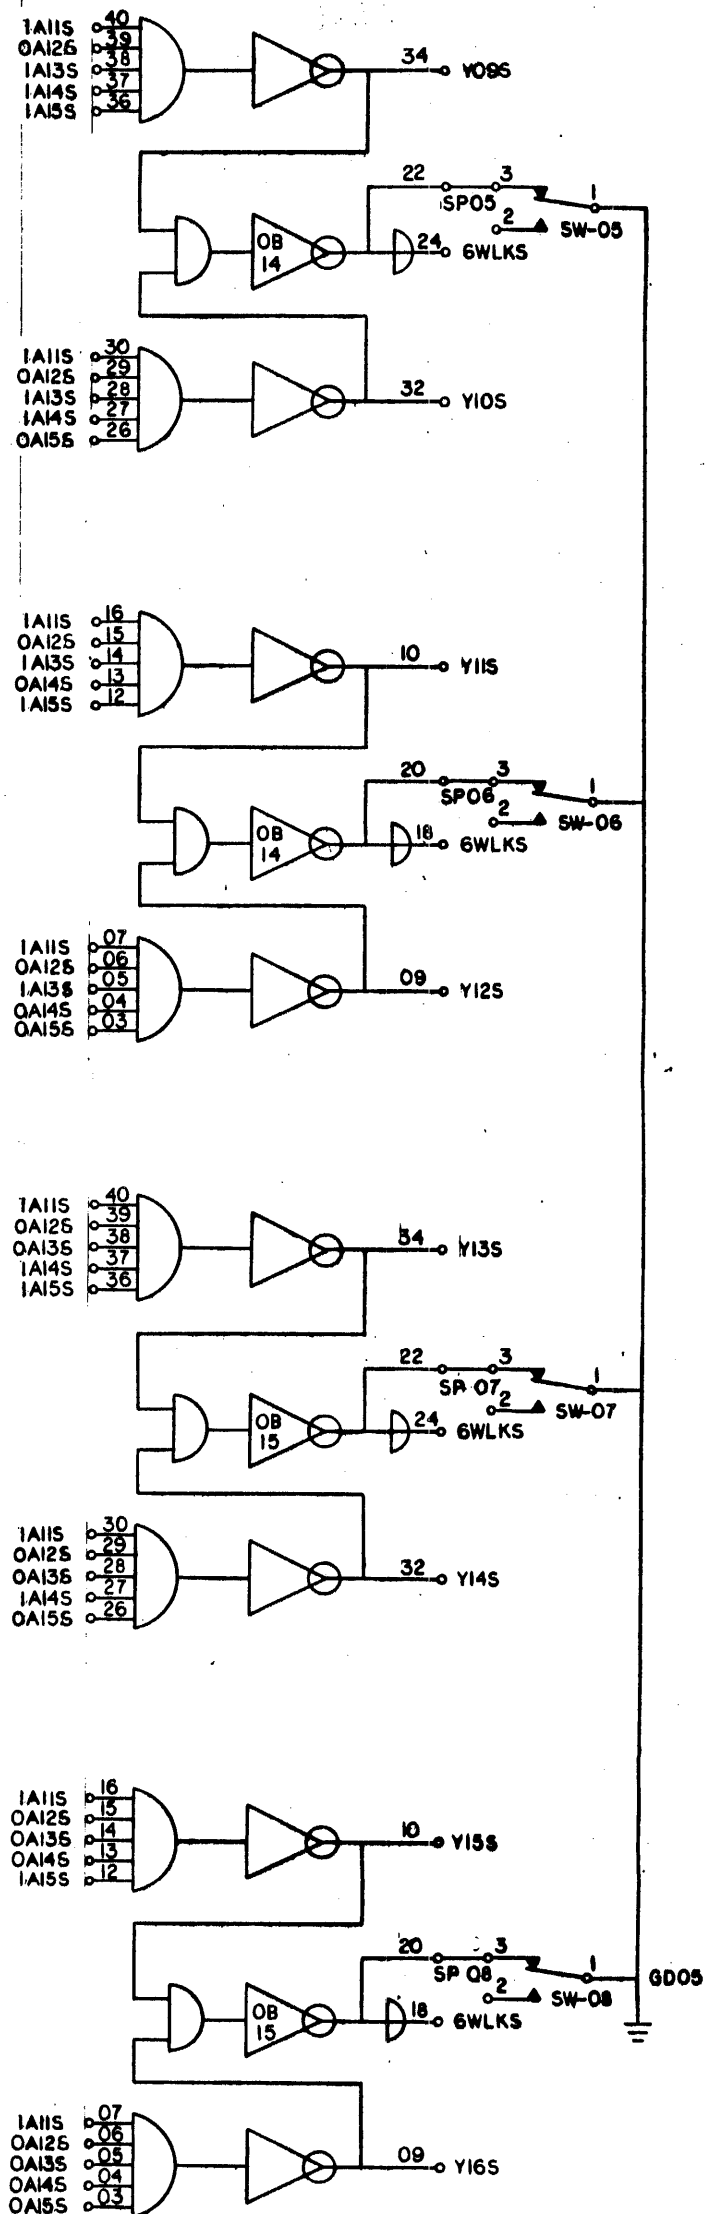 1A11S 40
0A12S 39
1A13S 38
1A14S 37
1A15S 36
34 Y09S
22 3 1
SP05
2 SW-05
0B
14
24 6WLKS
1A11S 30
0A12S 29
1A13S 28
1A14S 27
0A15S 26
32 Y10S
1A11S 16
0A12S 15
1A13S 14
0A14S 13
1A15S 12
10 Y11S
20 3 1
SP06
2 SW-06
0B
14
18 6WLKS
1A11S 07
0A12S 06
1A13S 05
0A14S 04
0A15S 03
09 Y12S
1A11S 40
0A12S 39
0A13S 38
1A14S 37
1A15S 36
34 Y13S
22 3 1
SP 07
2 SW-07
0B
15
24 6WLKS
1A11S 30
0A12S 29
0A13S 28
1A14S 27
0A15S 26
32 Y14S
1A11S 16
0A12S 15
0A13S 14
0A14S 13
1A15S 12
10 Y15S
20 3 1
SP 08
2 SW-08
GD05
0B
15
18 6WLKS
1A11S 07
0A12S 06
0A13S 05
0A14S 04
0A15S 03
09 Y16S